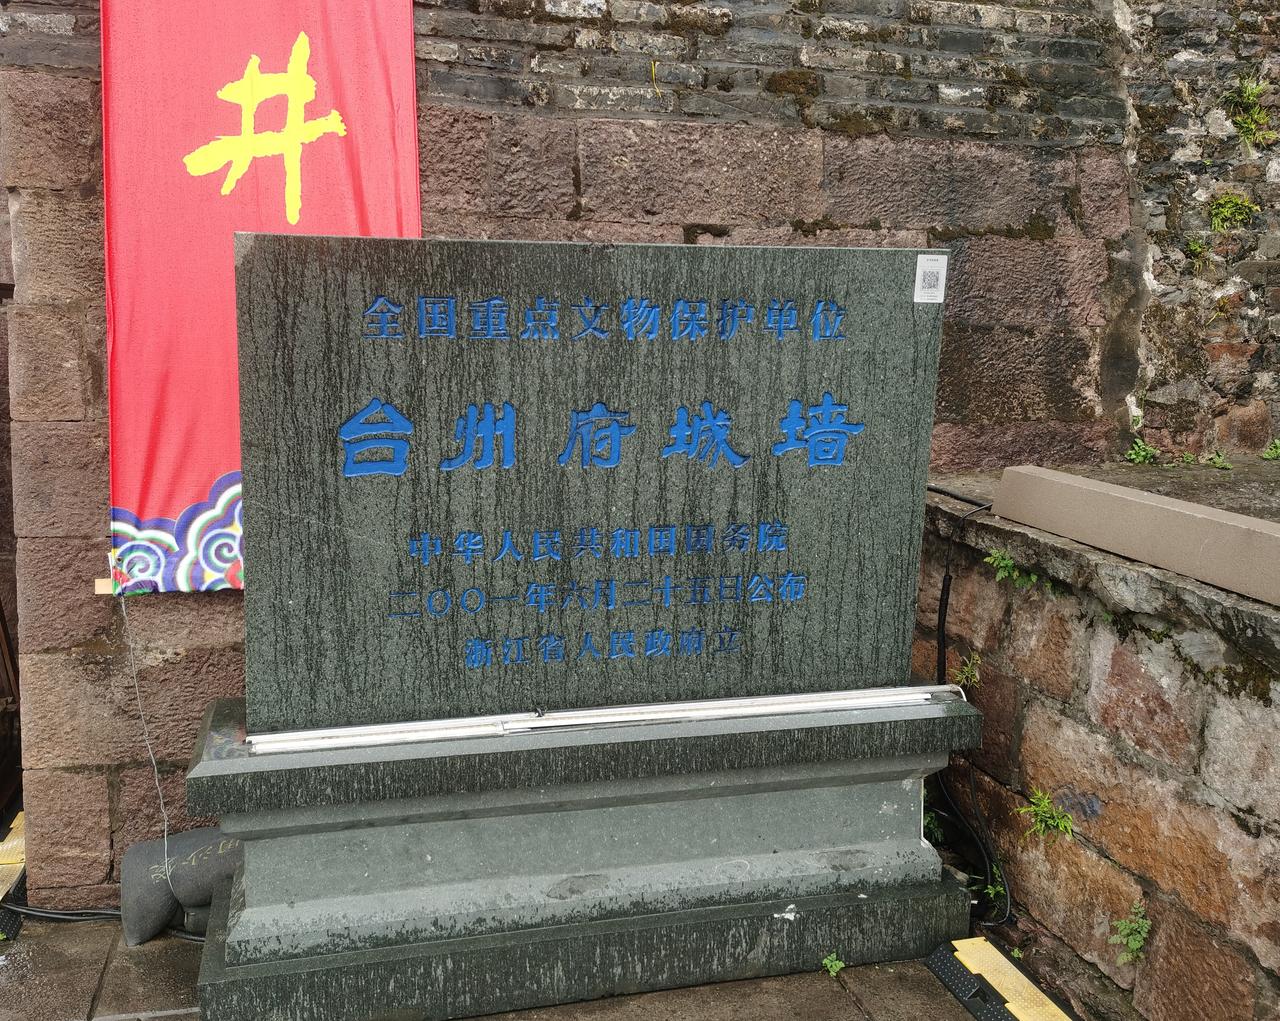 井
全国重点文物保护单位
台州府城墙
中华人民共和国国务院
二〇〇一年六月二十五日公布
浙江省人民政府立